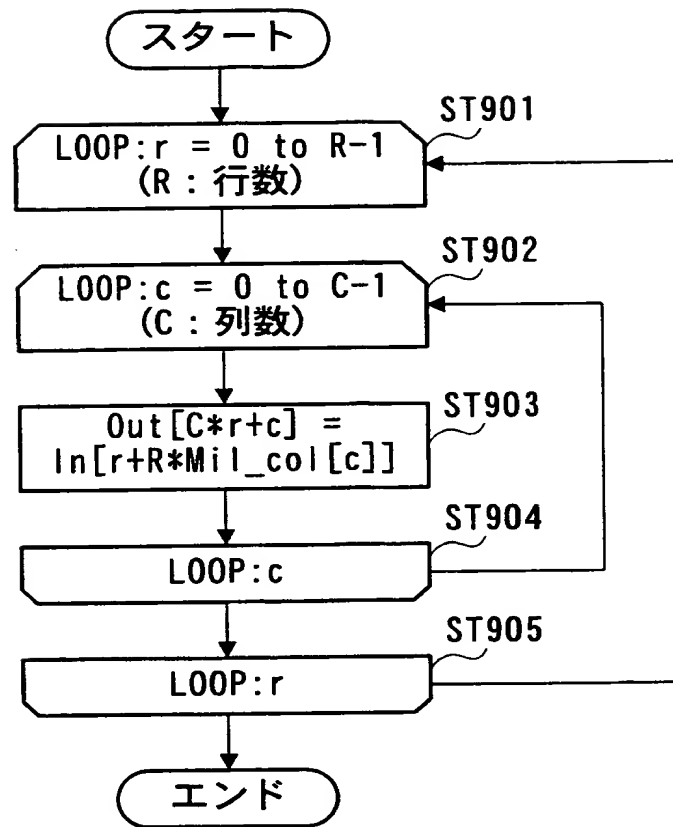 スタート
ST901
LOOP:r = 0 to R-1
(R : 行数)
ST902
LOOP:c = 0 to C-1
(C : 列数)
ST903
Out[C*r+c] =
In[r+R*Mil_col[c]]
ST904
LOOP:c
ST905
LOOP:r
エンド